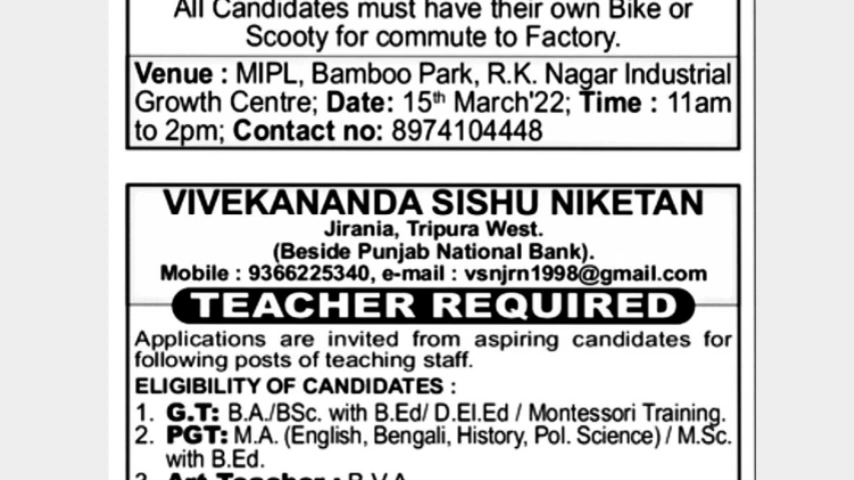 All Candidates must have their own Bike or
Scooty for commute to Factory.
Venue : MIPL, Bamboo Park, R.K. Nagar Industrial
Growth Centre; Date: 15th March'22; Time : 11am
to 2pm; Contact no: 8974104448
VIVEKANANDA SISHU NIKETAN
Jirania, Tripura West.
(Beside Punjab National Bank).
Mobile : 9366225340, e-mail : vsnjrn1998@gmail.com
TEACHER REQUIRED
Applications are invited from aspiring candidates for
following posts of teaching staff.
ELIGIBILITY OF CANDIDATES :
1. G.T: B.A./BSc. with B.Ed/ D.El.Ed / Montessori Training.
2. PGT: M.A. (English, Bengali, History, Pol. Science) / M.Sc.
with B.Ed.
3. Art Teacher : B.V.A